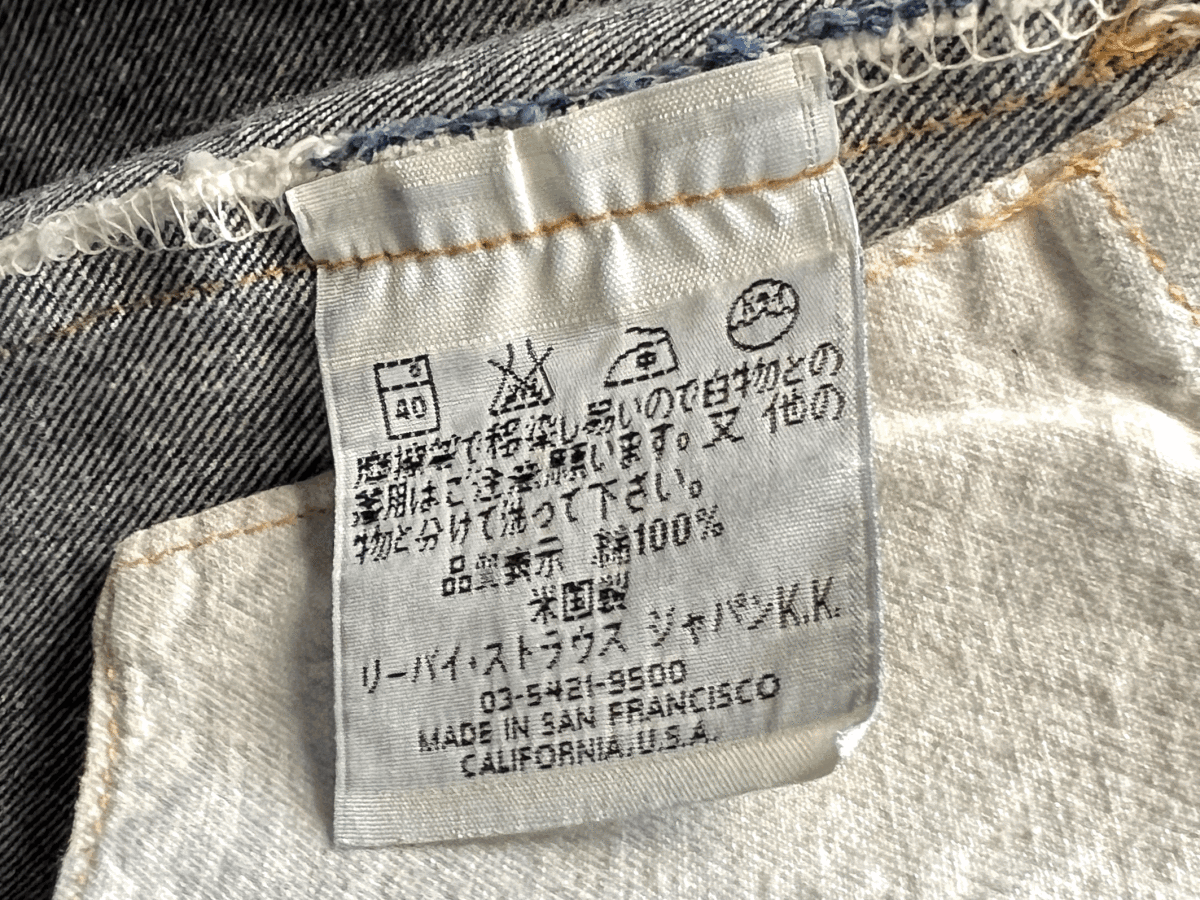 40 中
摩擦等で移染し易いので白物との
着用はご注意願います。又 他の
物と分けて洗って下さい。
品質表示 綿100%
米国製
リーバイ・ストラウス ジャパンK.K.
03-5421-9500
MADE IN SAN FRANCISCO
CALIFORNIA,U.S.A.